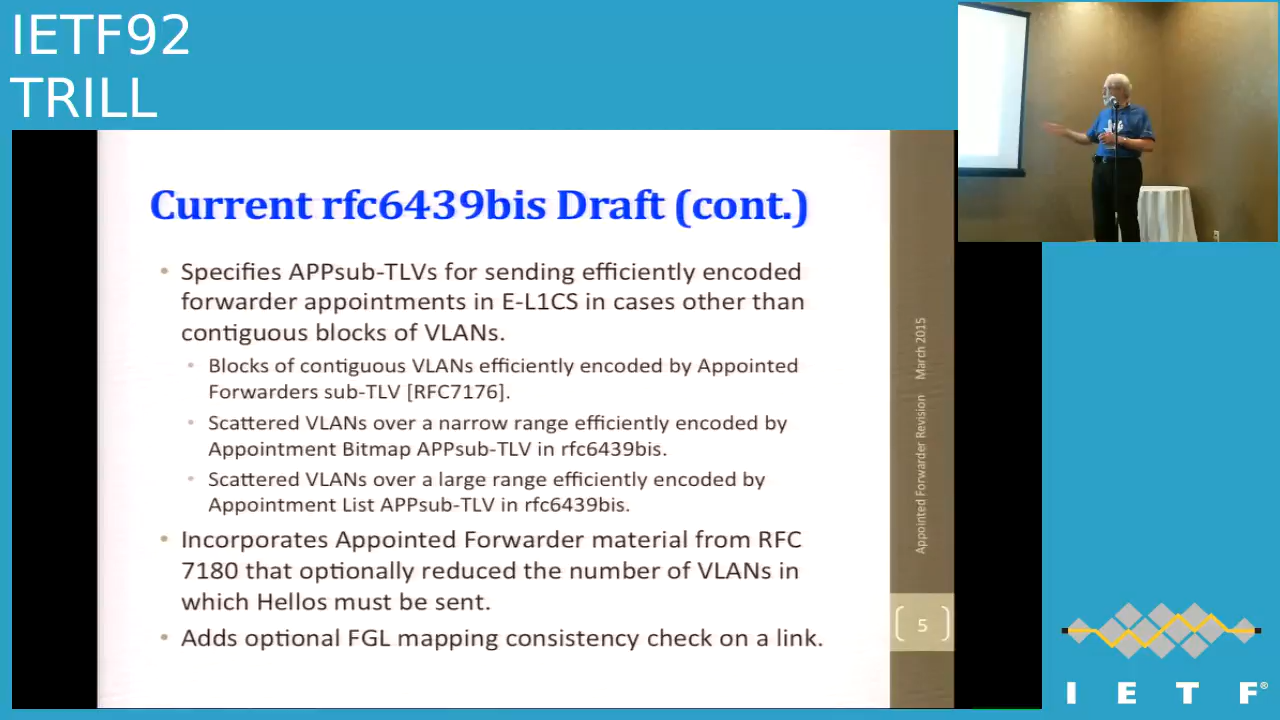 IETF92
TRILL
Current rfc6439bis Draft (cont.)
• Specifies APPsub-TLVs for sending efficiently encoded
forwarder appointments in E-L1CS in cases other than
contiguous blocks of VLANs.
• Blocks of contiguous VLANs efficiently encoded by Appointed
Forwarders sub-TLV [RFC7176].
• Scattered VLANs over a narrow range efficiently encoded by
Appointment Bitmap APPsub-TLV in rfc6439bis.
• Scattered VLANs over a large range efficiently encoded by
Appointment List APPsub-TLV in rfc6439bis.
• Incorporates Appointed Forwarder material from RFC
7180 that optionally reduced the number of VLANs in
which Hellos must be sent.
• Adds optional FGL mapping consistency check on a link.
Appointed Forwarder Revision March 2015
5
IETF®